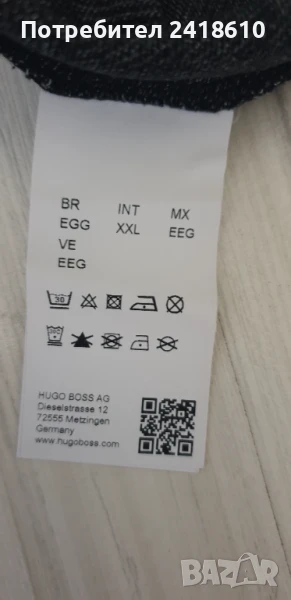 Потребител 2418610
BR INT MX
EGG XXL EEG
VE
EEG
30
HUGO BOSS AG
Dieselstrasse 12
72555 Metzingen
Germany
www.hugoboss.com
БАZАР